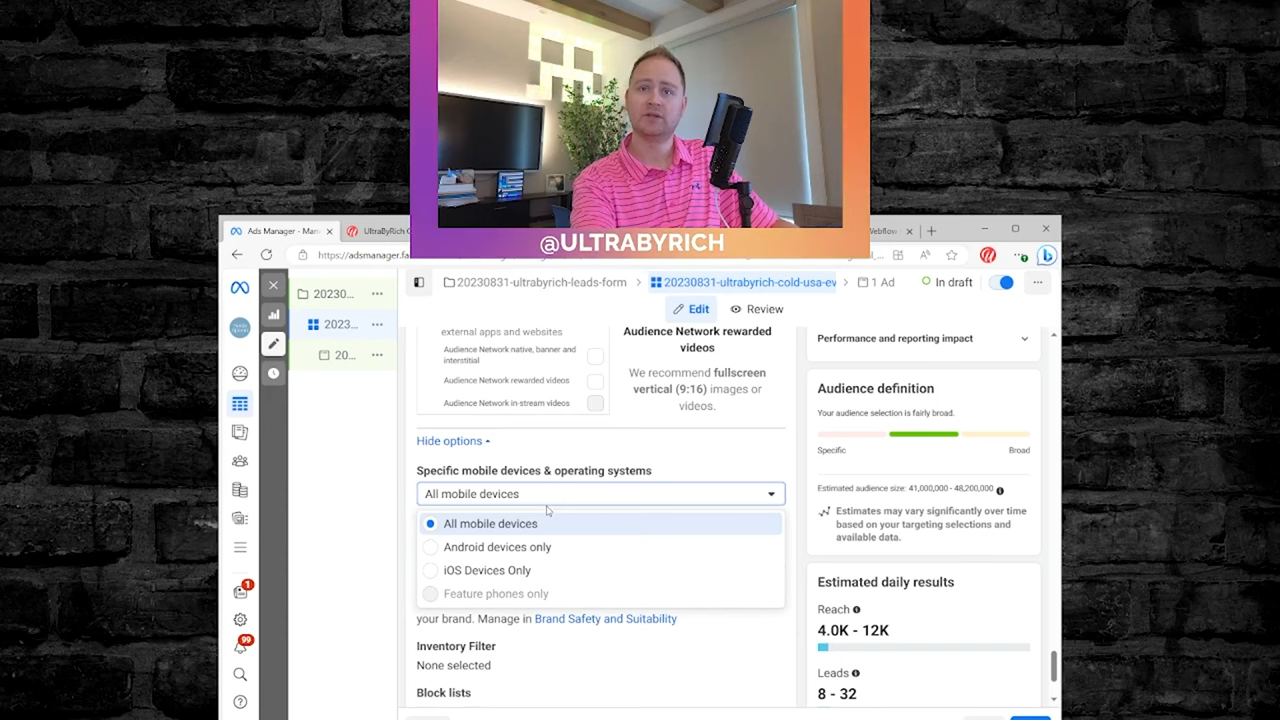 @ULTRABYRICH
Ads Manager - Man
UltraByRich
Webflow
https://adsmanager.fa
20230831-ultrabyrich-leads-form
20230831-ultrabyrich-cold-usa-ev
1 Ad
In draft
Edit
Review
20230...
2023...
20...
external apps and websites
Audience Network native, banner and
interstitial
Audience Network rewarded videos
Audience Network in-stream videos
Audience Network rewarded
videos
We recommend fullscreen
vertical (9:16) images or
videos.
Hide options
Specific mobile devices & operating systems
All mobile devices
All mobile devices
Android devices only
iOS Devices Only
Feature phones only
your brand. Manage in Brand Safety and Suitability
Inventory Filter
None selected
Block lists
Performance and reporting impact
Audience definition
Your audience selection is fairly broad.
Specific
Broad
Estimated audience size: 41,000,000 - 48,200,000
Estimates may vary significantly over time
based on your targeting selections and
available data.
Estimated daily results
Reach
4.0K - 12K
Leads
8 - 32
1
99